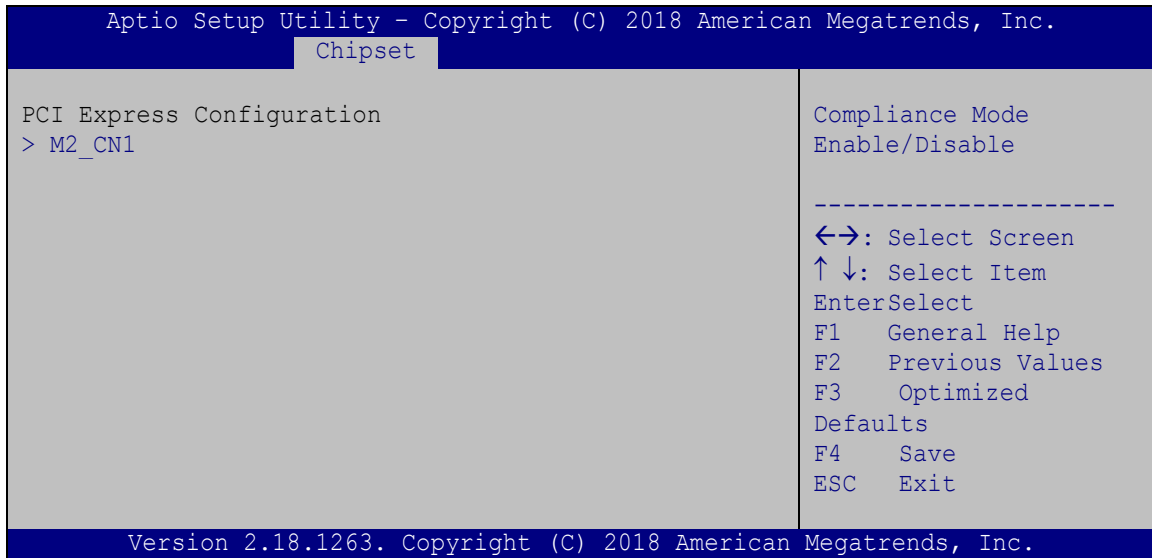 Aptio Setup Utility – Copyright (C) 2018 American Megatrends, Inc.
Chipset
PCI Express Configuration
> M2_CN1
Compliance Mode
Enable/Disable
---------------------
←→: Select Screen
↑ ↓: Select Item
EnterSelect
F1 General Help
F2 Previous Values
F3 Optimized
Defaults
F4 Save
ESC Exit
Version 2.18.1263. Copyright (C) 2018 American Megatrends, Inc.